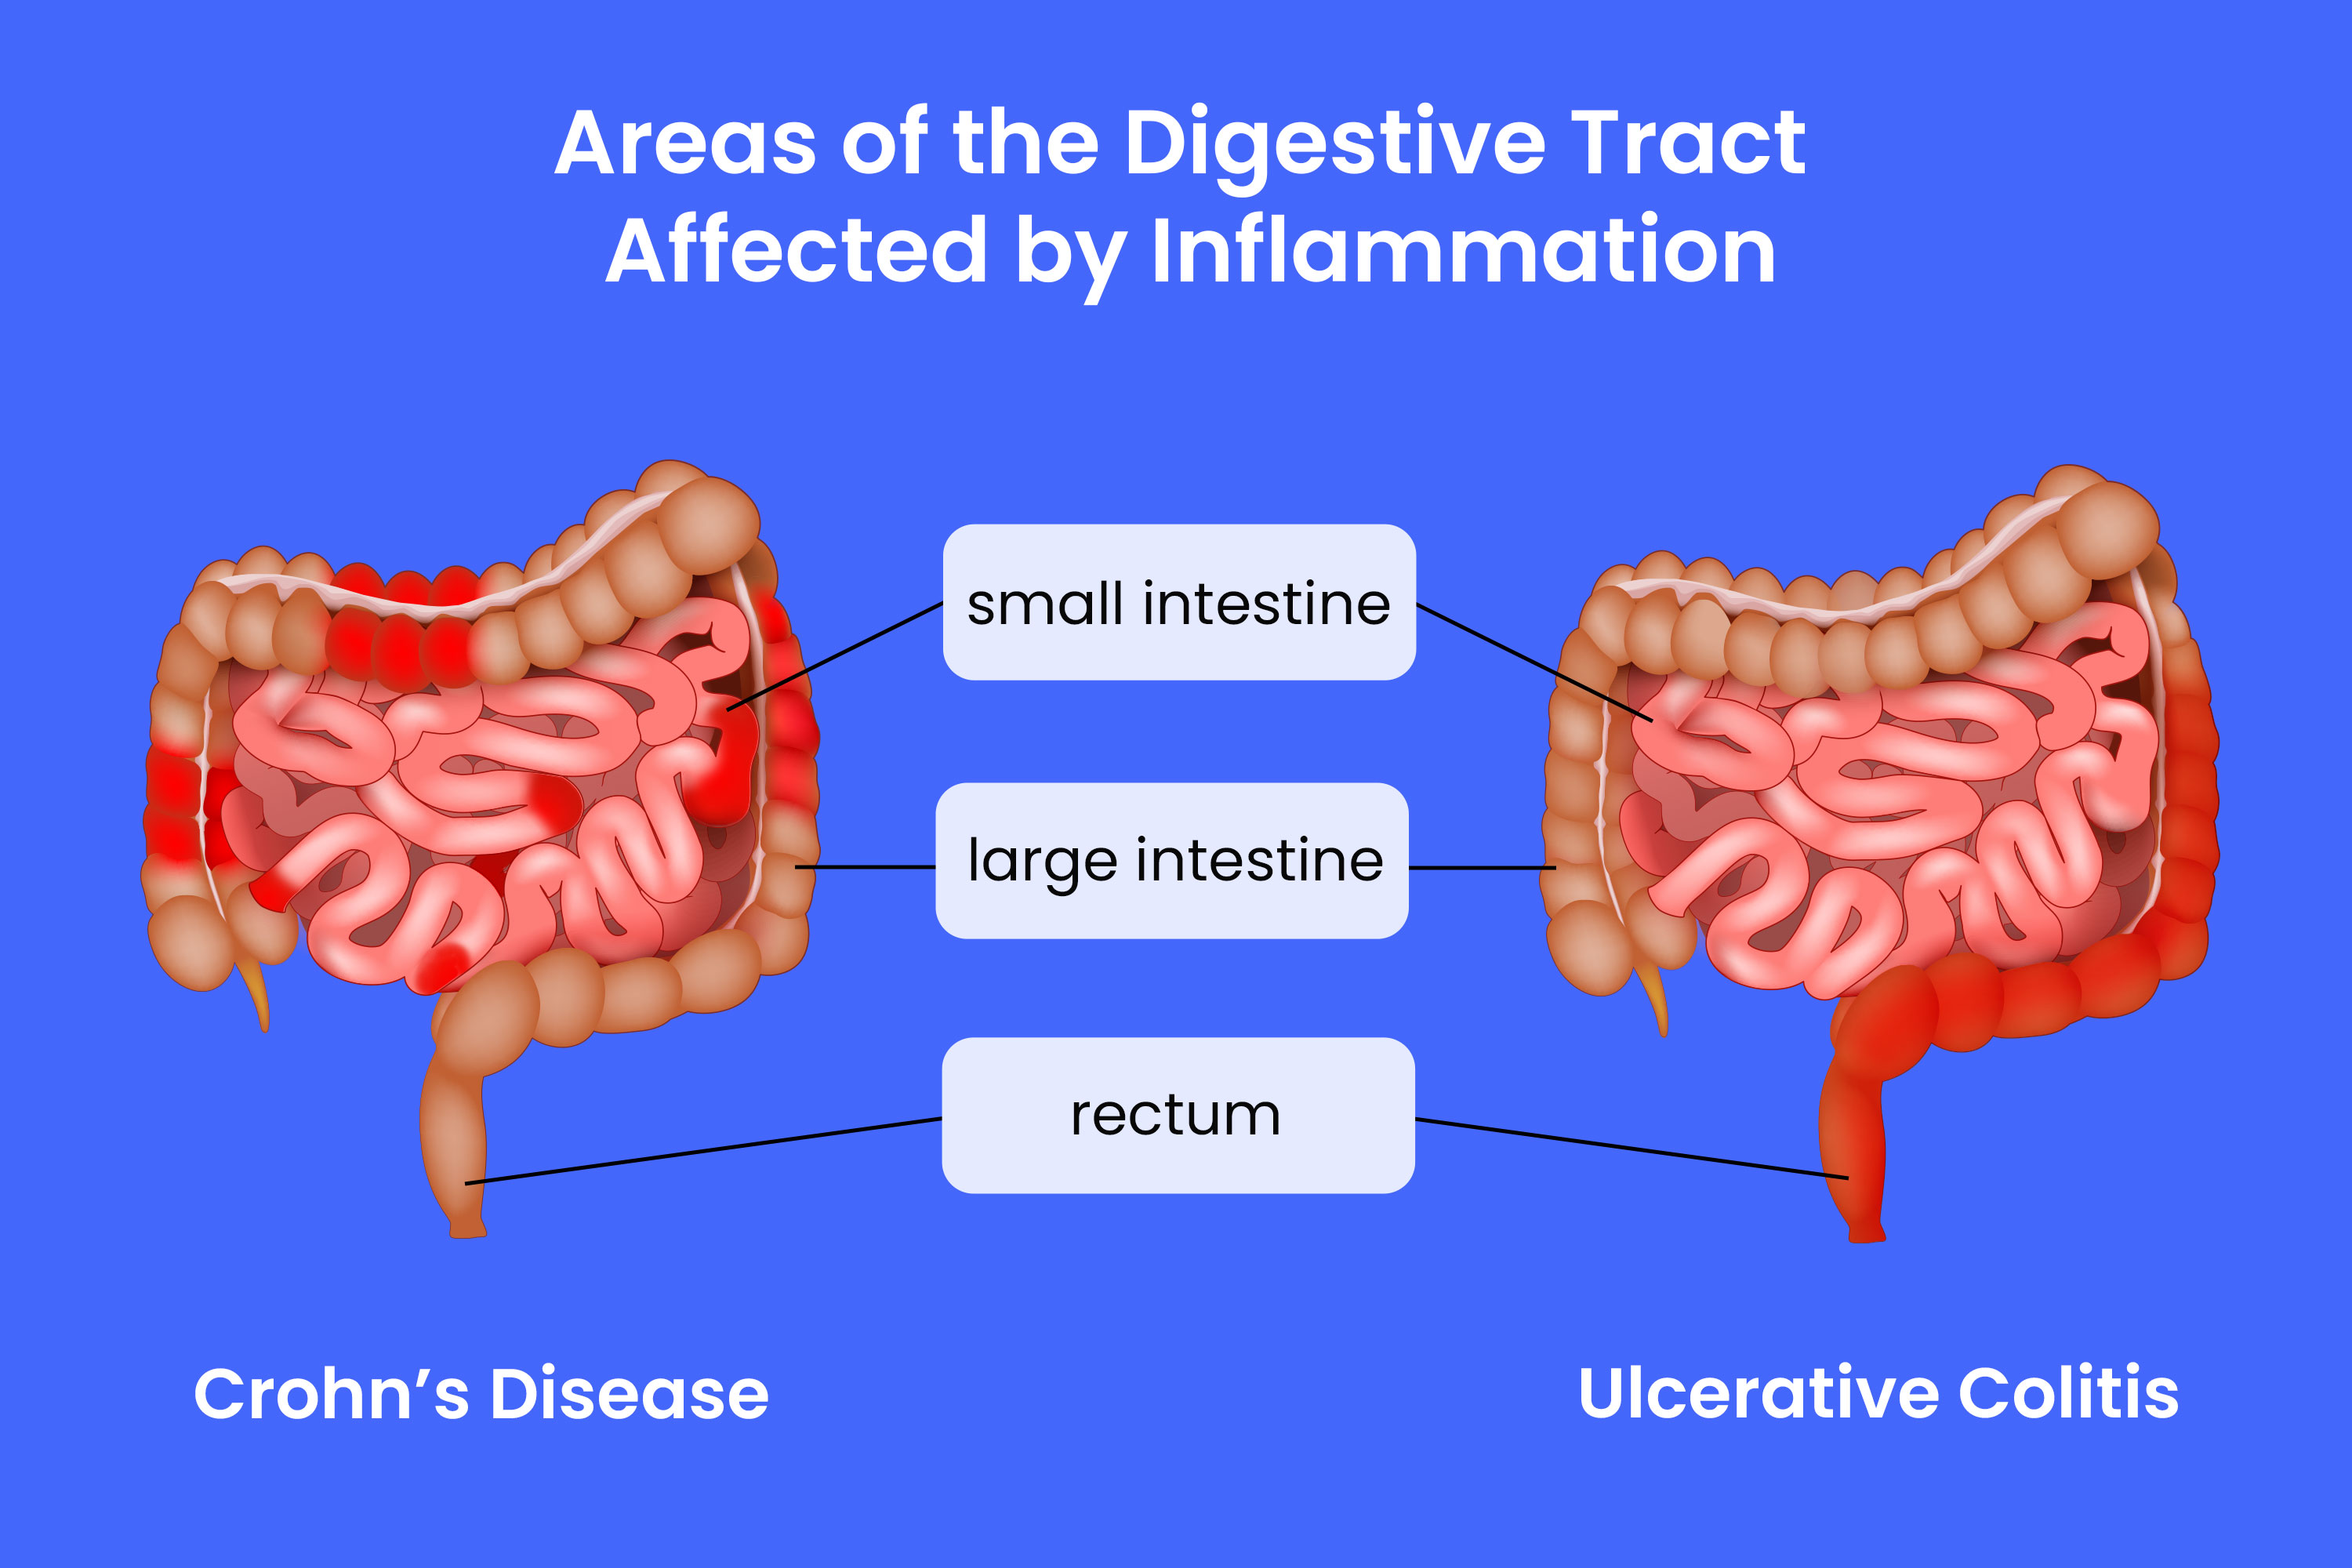 Areas of the Digestive Tract
Affected by Inflammation
small intestine
large intestine
rectum
Crohn’s Disease
Ulcerative Colitis